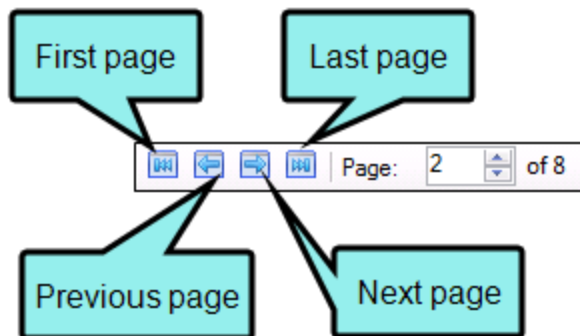 First page
Last page
Page: 2 of 8
Previous page
Next page